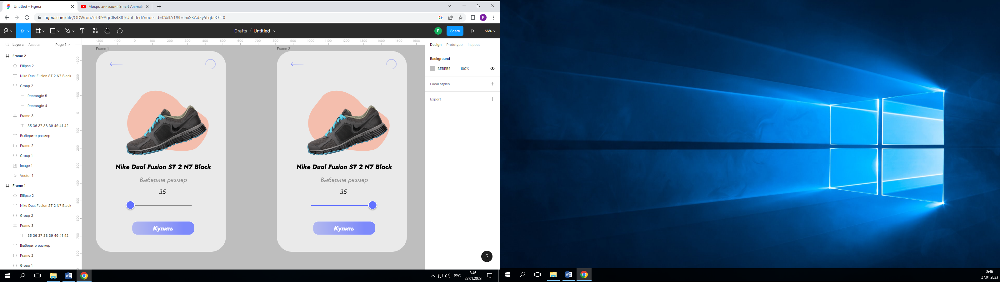 Untitled – Figma
Микро анимация Smart Animat
figma.com/file/ODWronZeT3I9Agr0Is4X8J/Untitled?node-id=0%3A1&t=IhxSKAd5y5LqbeQT-0
F
Drafts / Untitled
F
Share
56%
Layers
Assets
Page 1
Frame 2
Ellipse 2
Nike Dual Fusion ST 2 N7 Black
Group 2
Rectangle 5
Rectangle 4
Frame 3
35 36 37 38 39 40 41 42
Выберите размер
Frame 2
Group 1
image 1
Vector 1
Frame 1
Ellipse 2
Nike Dual Fusion ST 2 N7 Black
Group 2
Frame 3
35 36 37 38 39 40 41 42
Выберите размер
Frame 2
Group 1
-200 -100 0 100 200 300 400 500 600 700 800 900 1000 1100 1200 1300 1400 1500 1600
-300
-200
-100
0
100
200
300
400
500
600
700
800
Frame 1
Nike Dual Fusion ST 2 N7 Black
Выберите размер
35
Купить
Frame 2
Nike Dual Fusion ST 2 N7 Black
Выберите размер
35
Купить
Design
Prototype
Inspect
Background
BEBEBE
100%
Local styles
Export
?
РУС
8:46
27.01.2023
8:46
27.01.2023